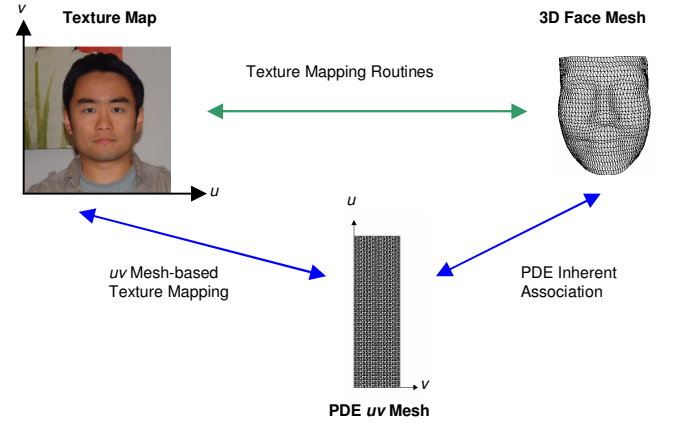 v
Texture Map
3D Face Mesh
Texture Mapping Routines
u
u
uv Mesh-based
Texture Mapping
PDE Inherent
Association
v
PDE uv Mesh